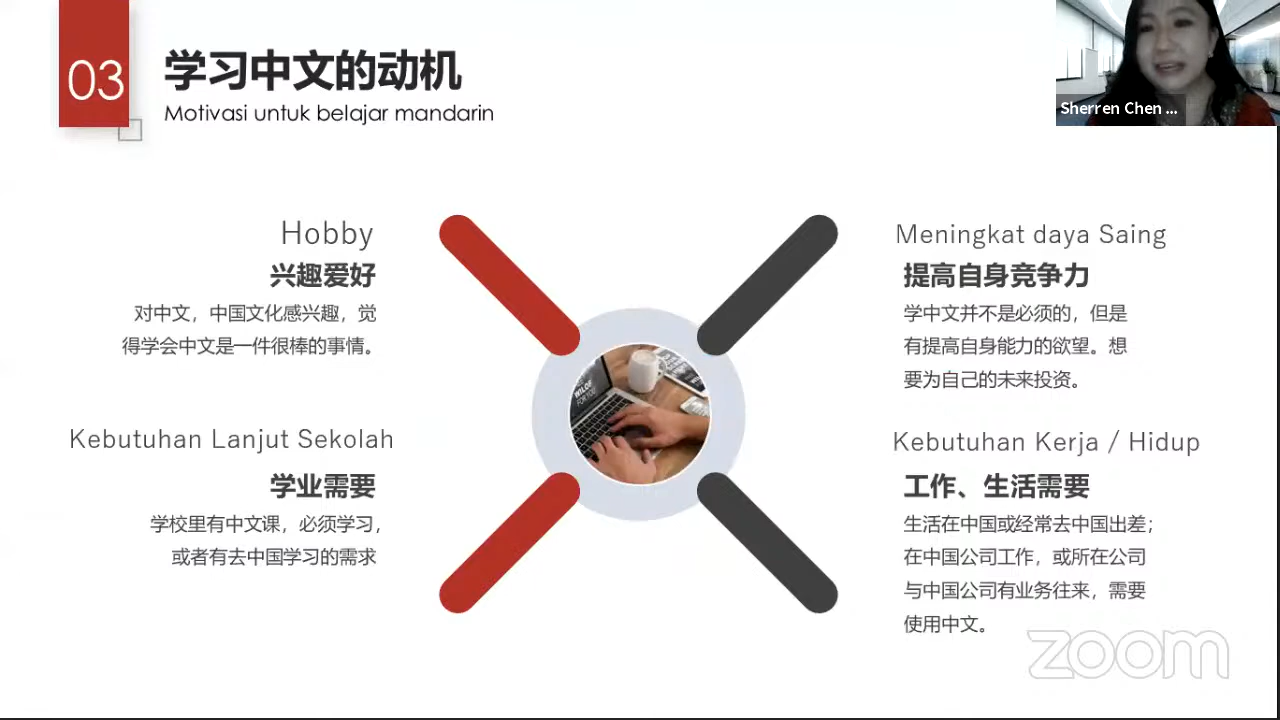 03
学习中文的动机
Motivasi untuk belajar mandarin
Sherren Chen ...
Hobby
兴趣爱好
对中文，中国文化感兴趣，觉
得学会中文是一件很棒的事情。
Meningkat daya Saing
提高自身竞争力
学中文并不是必须的，但是
有提高自身能力的欲望。想
要为自己的未来投资。
Kebutuhan Lanjut Sekolah
学业需要
学校里有中文课，必须学习，
或者有去中国学习的需求
Kebutuhan Kerja / Hidup
工作、生活需要
生活在中国或经常去中国出差；
在中国公司工作，或所在公司
与中国公司有业务往来，需要
使用中文。
zoom